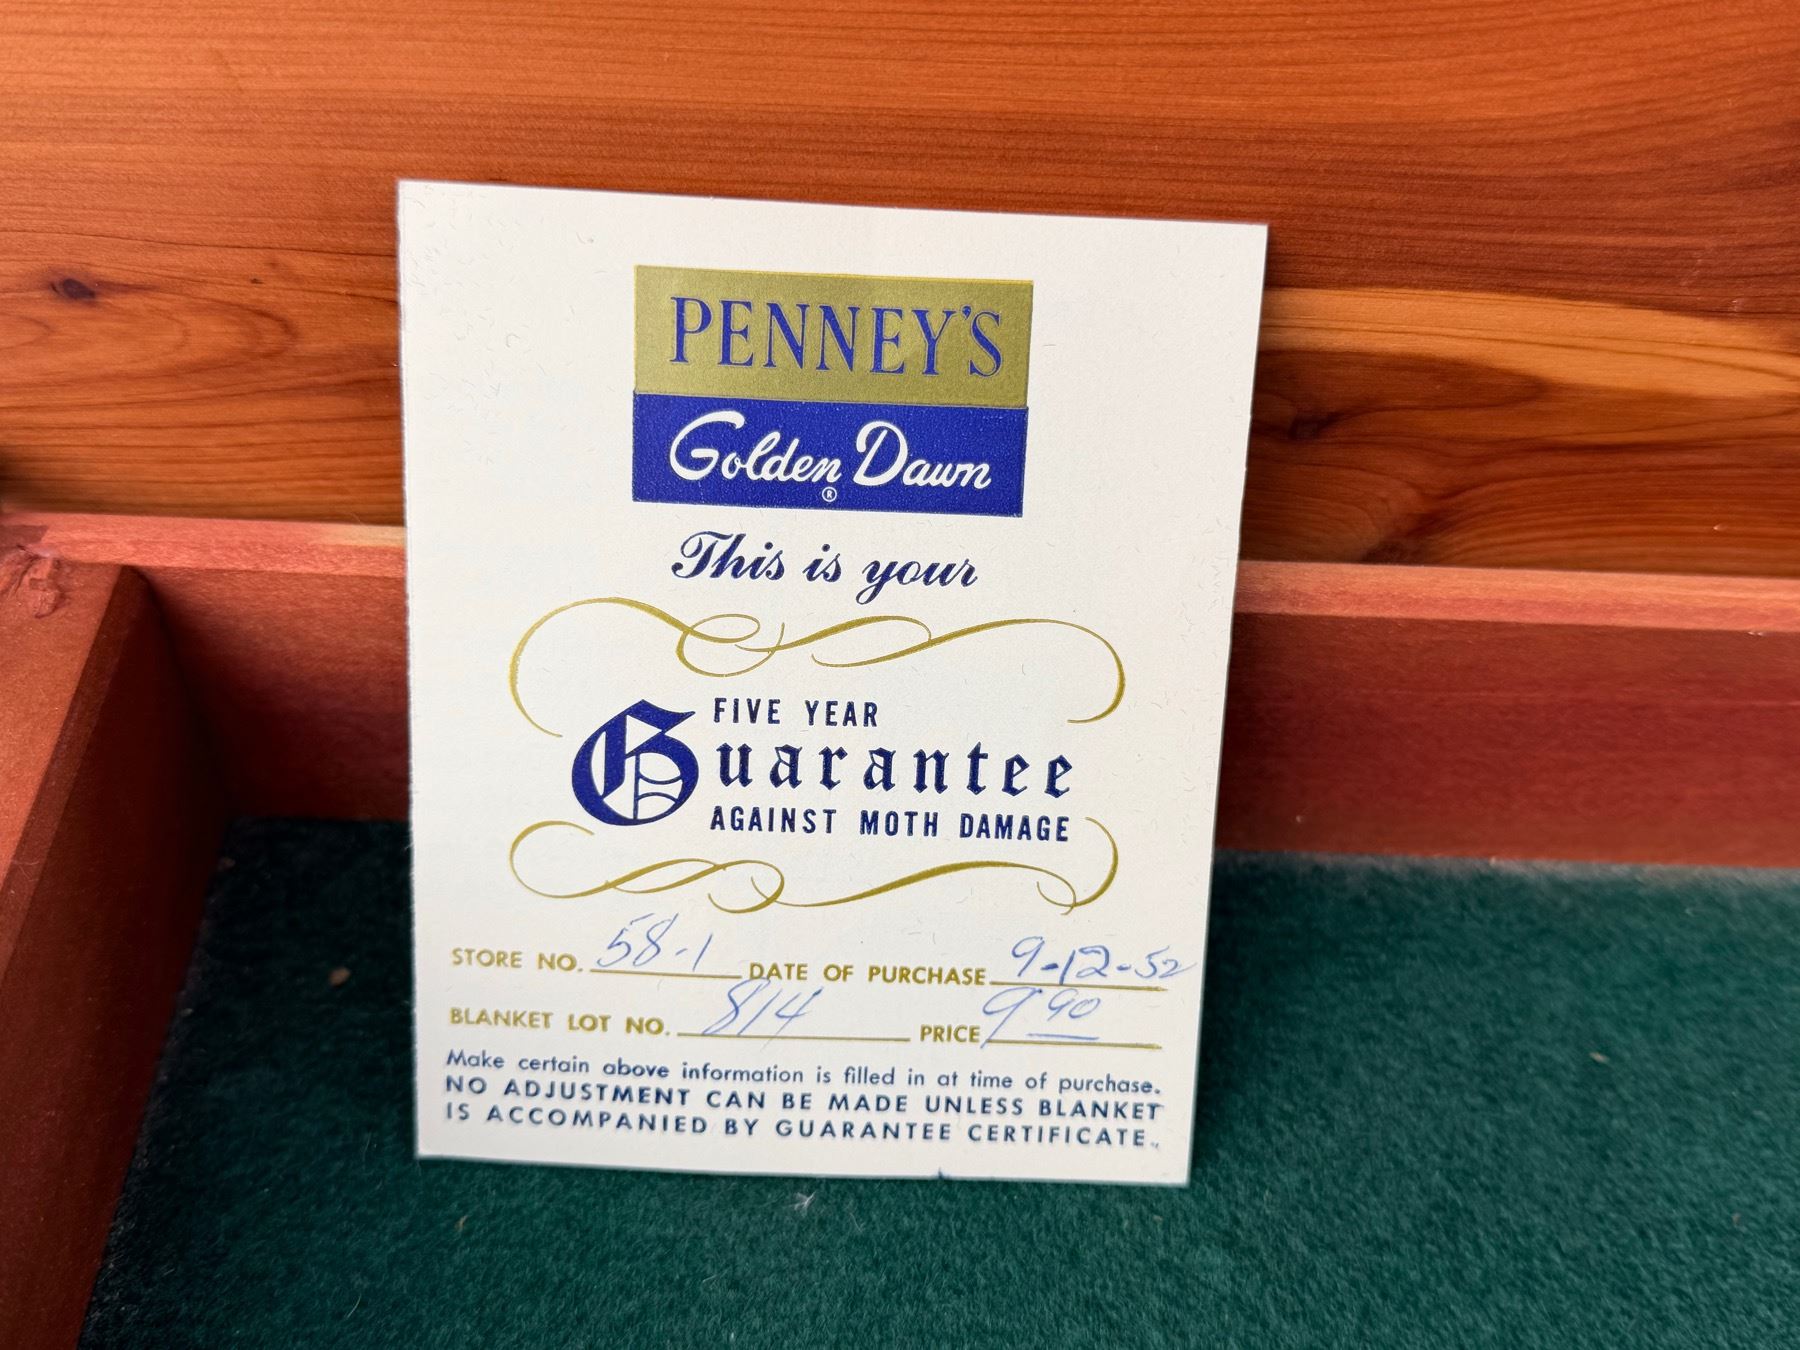 PENNEY'S
Golden Dawn
®
This is your
FIVE YEAR
Guarantee
AGAINST MOTH DAMAGE
STORE NO. 58-1 DATE OF PURCHASE 9-12-52
BLANKET LOT NO. 814 PRICE 9.90
Make certain above information is filled in at time of purchase.
NO ADJUSTMENT CAN BE MADE UNLESS BLANKET
IS ACCOMPANIED BY GUARANTEE CERTIFICATE.